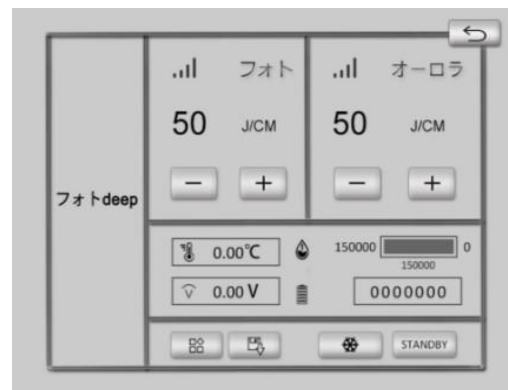 フォト
オーロラ
50 J/CM
50 J/CM
− +
− +
フォトdeep
0.00℃
150000 0
150000
0.00 V
0000000
STANDBY